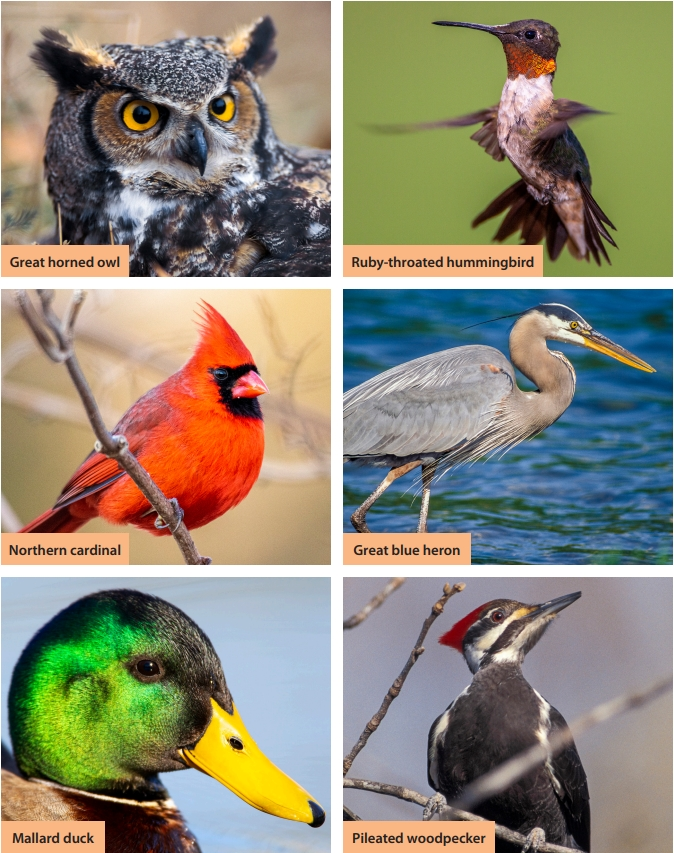 Great horned owl
Ruby-throated hummingbird
Northern cardinal
Great blue heron
Mallard duck
Pileated woodpecker